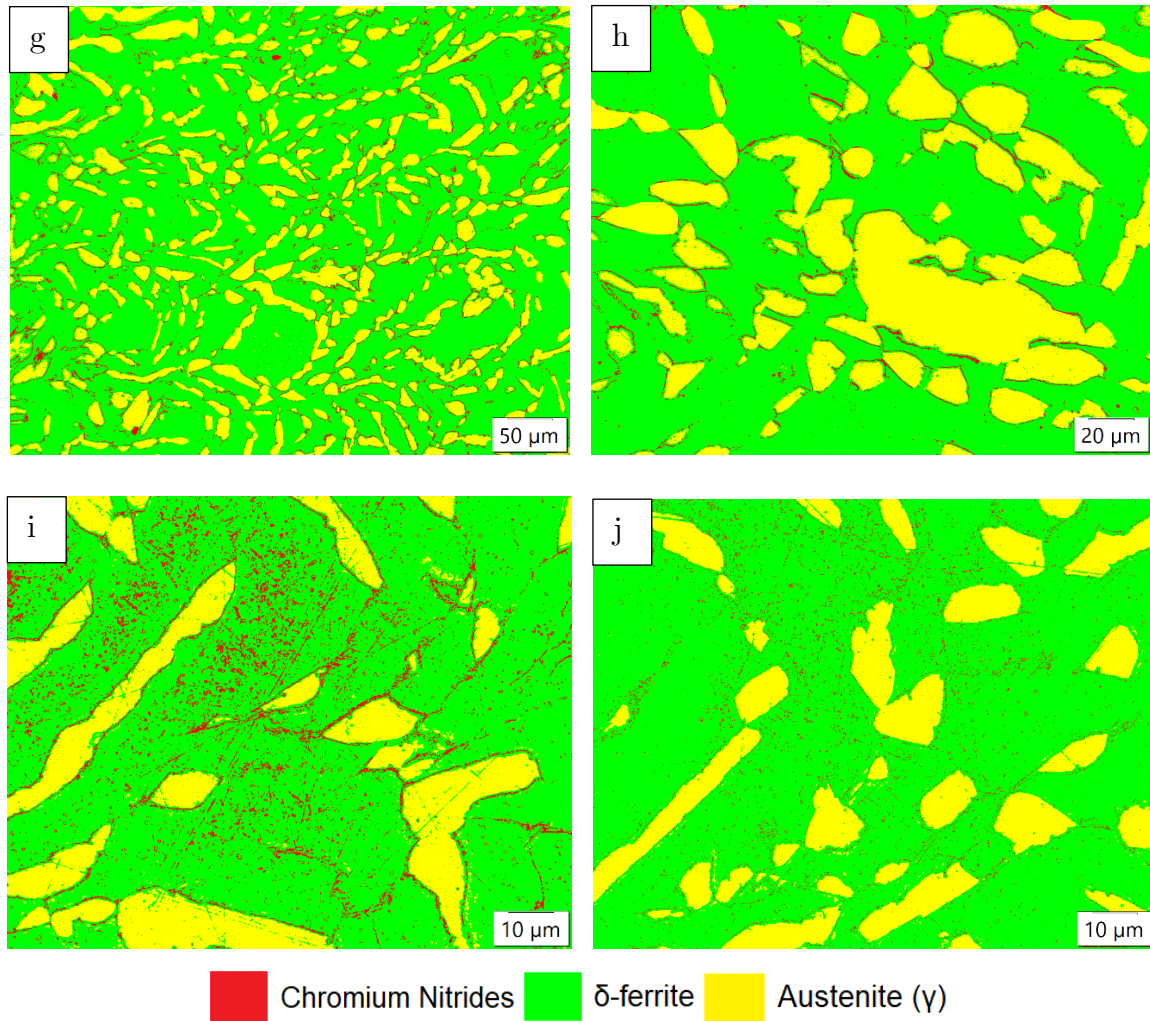 g
h
50 µm
20 µm
i
j
10 µm
10 µm
Chromium Nitrides δ-ferrite Austenite (γ)